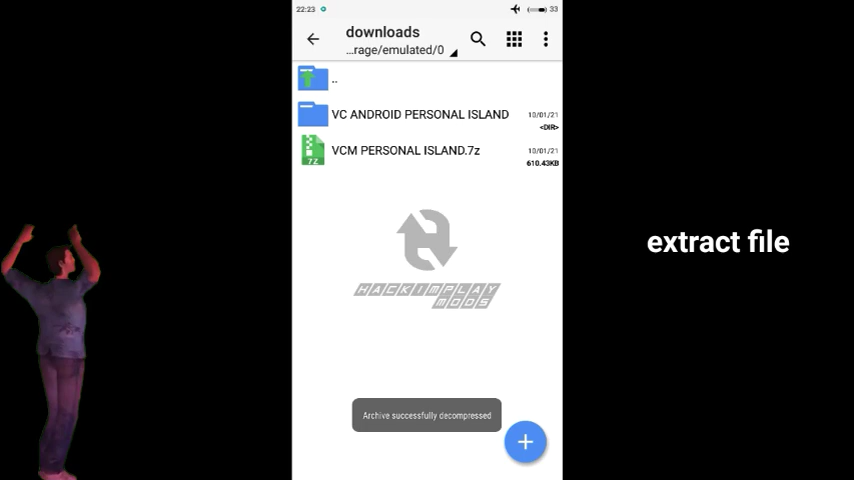 22:23
33
downloads
...rage/emulated/0
..
VC ANDROID PERSONAL ISLAND
10/01/21
<DIR>
VCM PERSONAL ISLAND.7z
10/01/21
610.43KB
7Z
HACKIMPLAY
MODS
extract file
Archive successfully decompressed